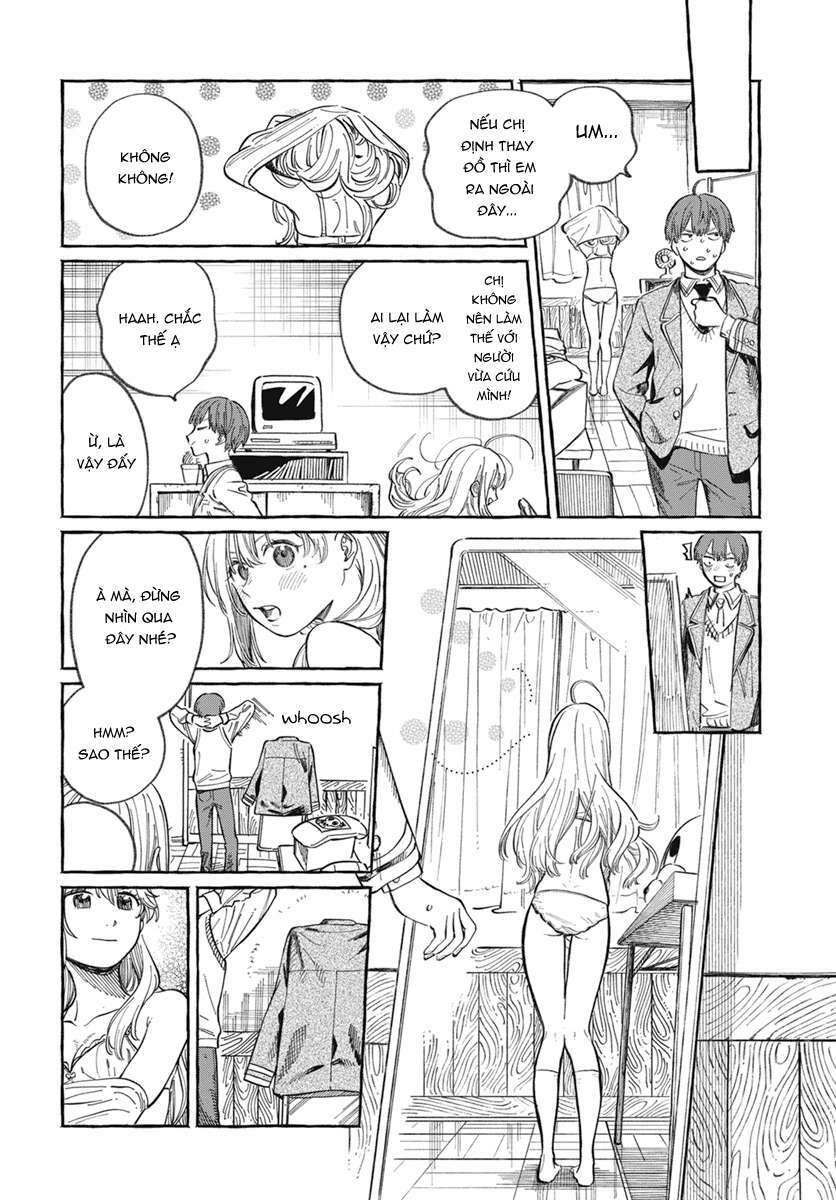 UM...
NẾU CHỊ
ĐỊNH THAY
ĐỒ THÌ EM
RA NGOÀI
ĐÂY...
KHÔNG
KHÔNG!
CHỊ
KHÔNG
NÊN LÀM
THẾ VỚI
NGƯỜI
VỪA CỨU
MÌNH!
AI LẠI LÀM
VẬY CHỨ?
HAAH. CHẮC
THẾ Ạ
Ừ, LÀ
VẬY ĐẤY
À MÀ, ĐỪNG
NHÌN QUA
ĐÂY NHÉ?
WHOOSH
HMM?
SAO THẾ?